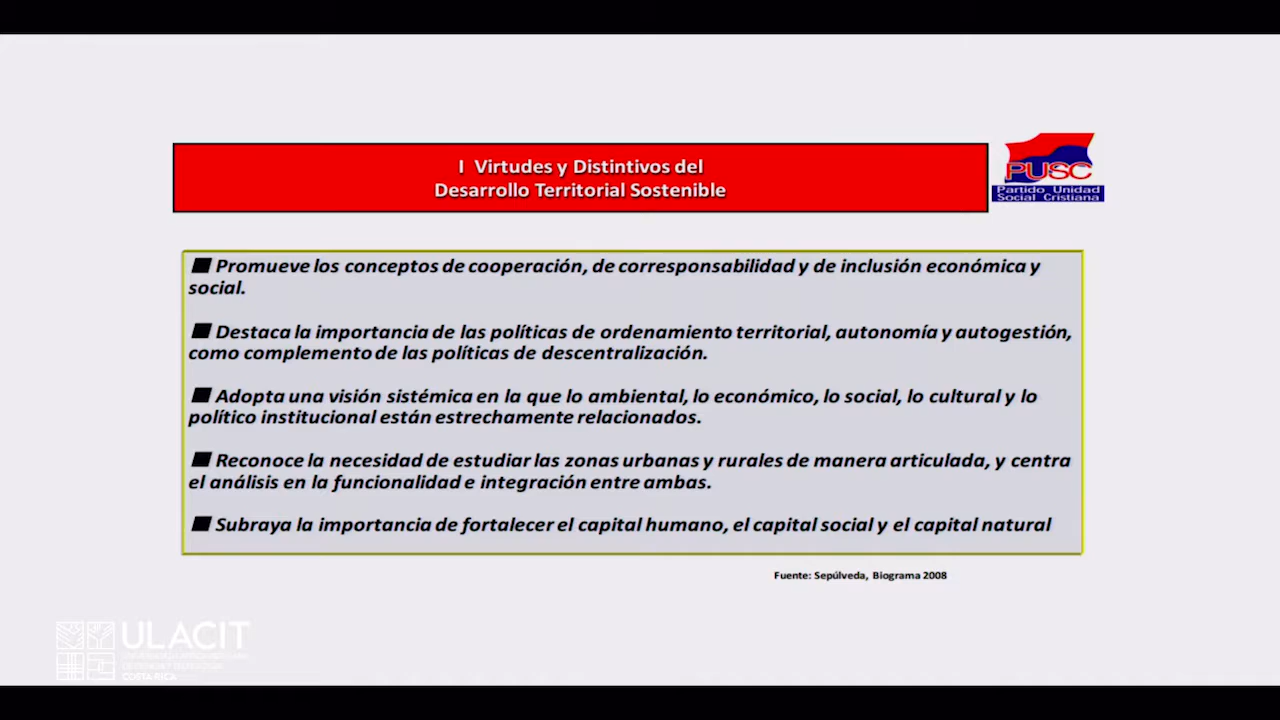 I Virtudes y Distintivos del
Desarrollo Territorial Sostenible
PUSC
Partido Unidad
Social Cristiana
Promueve los conceptos de cooperación, de corresponsabilidad y de inclusión económica y
social.
Destaca la importancia de las políticas de ordenamiento territorial, autonomía y autogestión,
como complemento de las políticas de descentralización.
Adopta una visión sistémica en la que lo ambiental, lo económico, lo social, lo cultural y lo
político institucional están estrechamente relacionados.
Reconoce la necesidad de estudiar las zonas urbanas y rurales de manera articulada, y centra
el análisis en la funcionalidad e integración entre ambas.
Subraya la importancia de fortalecer el capital humano, el capital social y el capital natural
Fuente: Sepúlveda, Biograma 2008
ULACIT
COSTA RICA